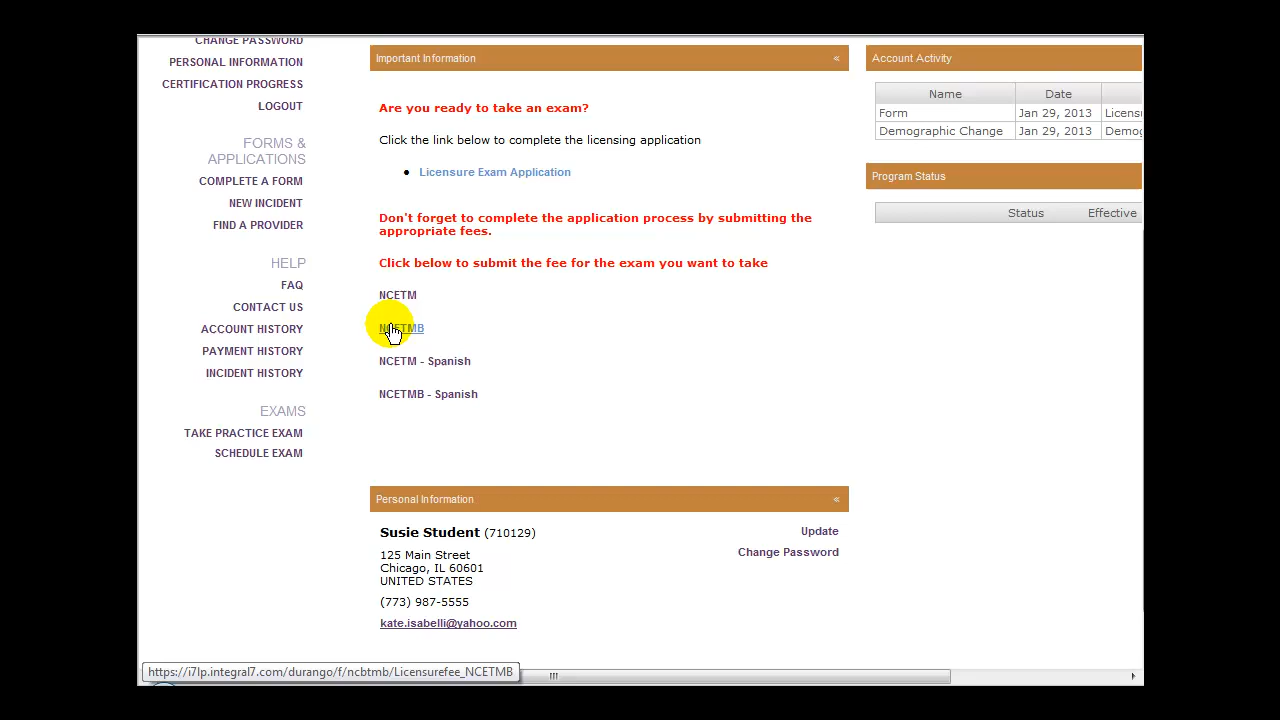 CHANGE PASSWORD
PERSONAL INFORMATION
CERTIFICATION PROGRESS
LOGOUT
FORMS &
APPLICATIONS
COMPLETE A FORM
NEW INCIDENT
FIND A PROVIDER
HELP
FAQ
CONTACT US
ACCOUNT HISTORY
PAYMENT HISTORY
INCIDENT HISTORY
EXAMS
TAKE PRACTICE EXAM
SCHEDULE EXAM
Important Information «
Are you ready to take an exam?
Click the link below to complete the licensing application
• Licensure Exam Application
Don't forget to complete the application process by submitting the
appropriate fees.
Click below to submit the fee for the exam you want to take
NCETM
NCETMB
NCETM - Spanish
NCETMB - Spanish
Personal Information «
Susie Student (710129)
125 Main Street
Chicago, IL 60601
UNITED STATES
(773) 987-5555
kate.isabelli@yahoo.com
Update
Change Password
Account Activity
Name Date
Form Jan 29, 2013 Licens
Demographic Change Jan 29, 2013 Demog
Program Status
Status Effective
https://i7lp.integral7.com/durango/f/ncbtmb/Licensurefee_NCETMB